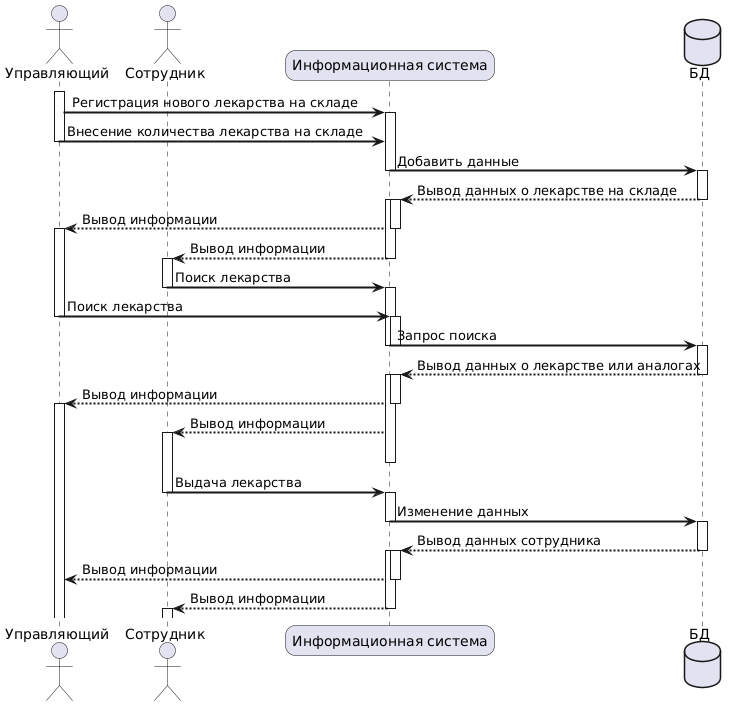 Управляющий
Сотрудник
Информационная система
БД
Регистрация нового лекарства на складе
Внесение количества лекарства на складе
Добавить данные
Вывод данных о лекарстве на складе
Вывод информации
Вывод информации
Поиск лекарства
Поиск лекарства
Запрос поиска
Вывод данных о лекарстве или аналогах
Вывод информации
Вывод информации
Выдача лекарства
Изменение данных
Вывод данных сотрудника
Вывод информации
Вывод информации
Управляющий
Сотрудник
Информационная система
БД